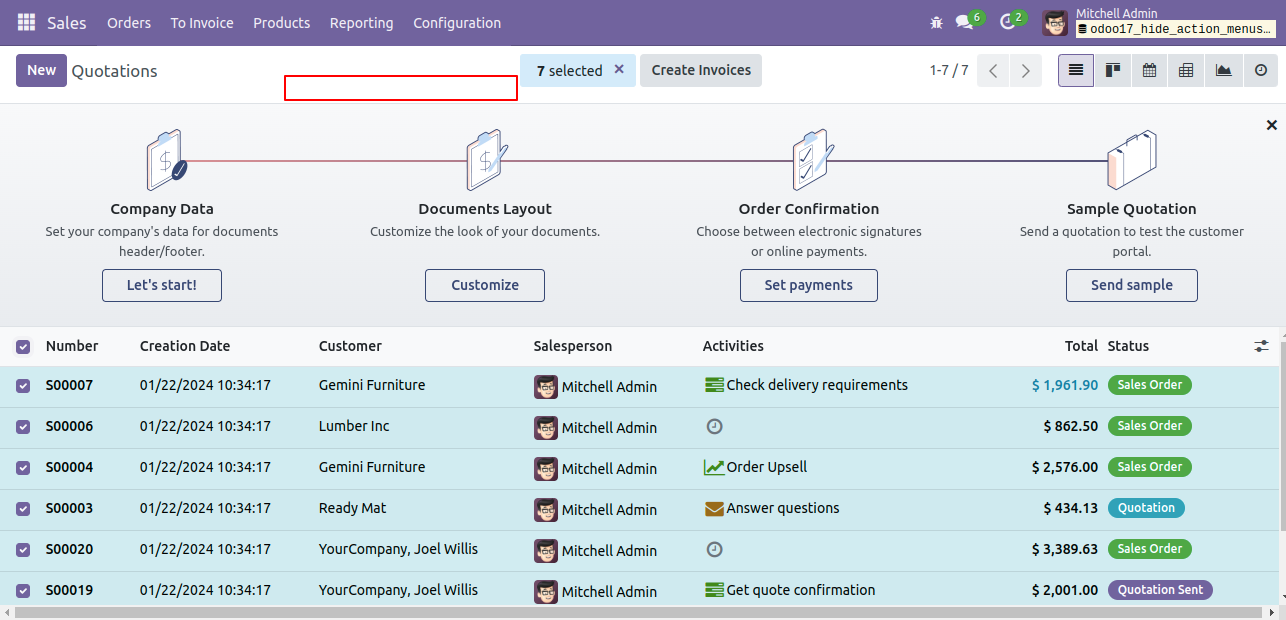 Sales Orders To Invoice Products Reporting Configuration 6 2 Mitchell Admin
odoo17_hide_action_menus...
New Quotations 7 selected × Create Invoices 1-7 / 7
Company Data Documents Layout Order Confirmation Sample Quotation
Set your company's data for documents header/footer.
Customize the look of your documents.
Choose between electronic signatures or online payments.
Send a quotation to test the customer portal.
Let's start! Customize Set payments Send sample
Number Creation Date Customer Salesperson Activities Total Status
S00007 01/22/2024 10:34:17 Gemini Furniture Mitchell Admin Check delivery requirements $ 1,961.90 Sales Order
S00006 01/22/2024 10:34:17 Lumber Inc Mitchell Admin $ 862.50 Sales Order
S00004 01/22/2024 10:34:17 Gemini Furniture Mitchell Admin Order Upsell $ 2,576.00 Sales Order
S00003 01/22/2024 10:34:17 Ready Mat Mitchell Admin Answer questions $ 434.13 Quotation
S00020 01/22/2024 10:34:17 YourCompany, Joel Willis Mitchell Admin $ 3,389.63 Sales Order
S00019 01/22/2024 10:34:17 YourCompany, Joel Willis Mitchell Admin Get quote confirmation $ 2,001.00 Quotation Sent